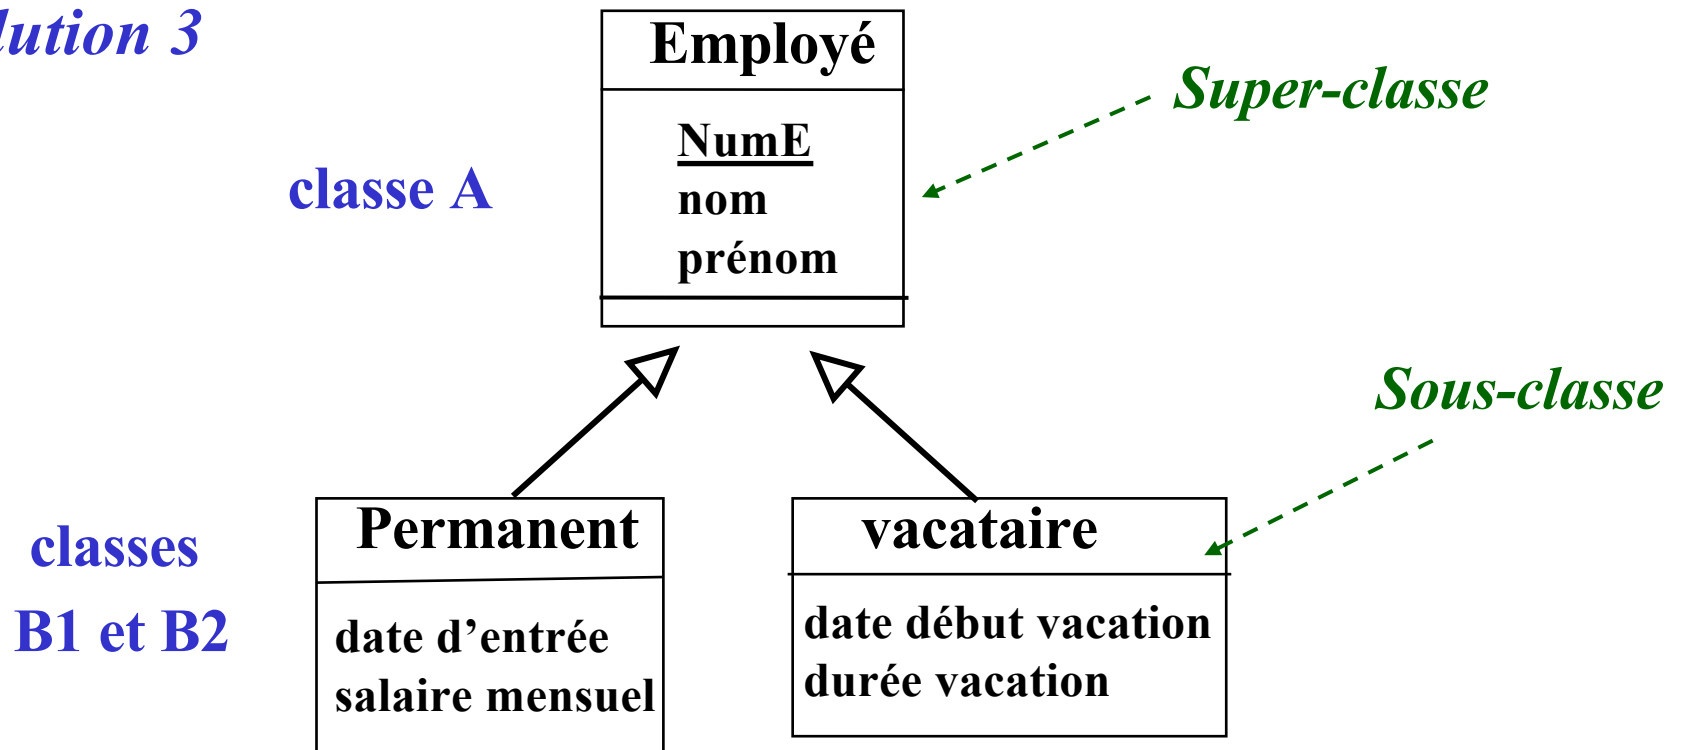 lution 3
Employé
Super-classe
NumE
nom
prénom
classe A
Sous-classe
classes
B1 et B2
Permanent
date d’entrée
salaire mensuel
vacataire
date début vacation
durée vacation